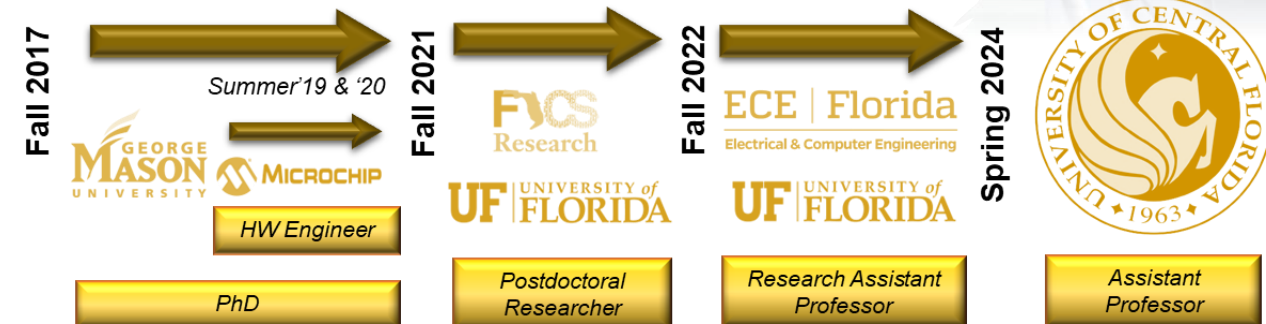 Fall 2017
Summer'19 & '20
GEORGE
MASON
UNIVERSITY
MICROCHIP
HW Engineer
PhD
Fall 2021
FICS
Research
UF UNIVERSITY of
FLORIDA
Postdoctoral
Researcher
Fall 2022
ECE | Florida
Electrical & Computer Engineering
UF UNIVERSITY of
FLORIDA
Research Assistant
Professor
Spring 2024
UNIVERSITY OF CENTRAL FLORIDA
1963
Assistant
Professor